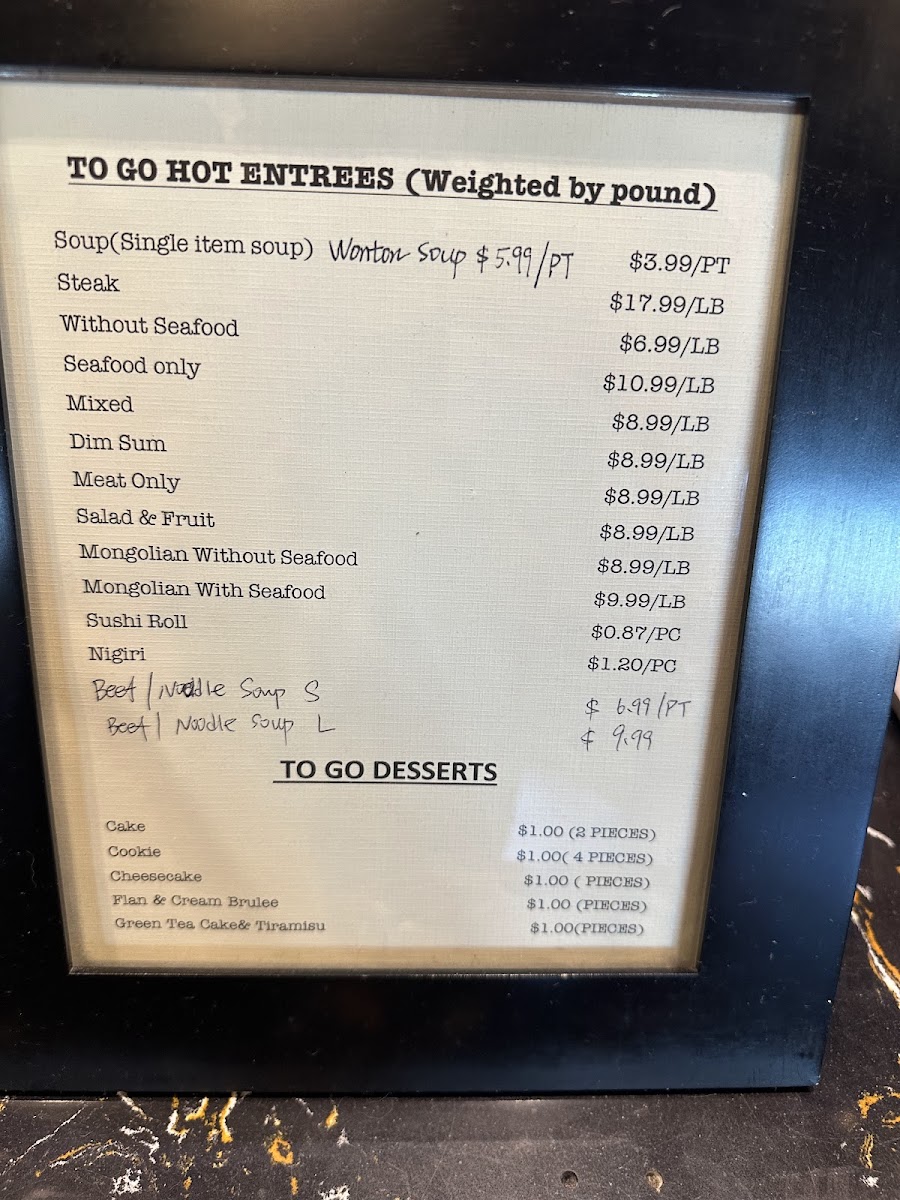 TO GO HOT ENTREES (Weighted by pound)
Soup(Single item soup) Wonton Soup $5.99/PT $3.99/PT
Steak $17.99/LB
Without Seafood $6.99/LB
Seafood only $10.99/LB
Mixed $8.99/LB
Dim Sum $8.99/LB
Meat Only $8.99/LB
Salad & Fruit $8.99/LB
Mongolian Without Seafood $8.99/LB
Mongolian With Seafood $9.99/LB
Sushi Roll $0.87/PC
Nigiri $1.20/PC
Beef / Noodle Soup S $ 6.99/PT
Beef / Noodle Soup L $ 9.99
TO GO DESSERTS
Cake $1.00 (2 PIECES)
Cookie $1.00( 4 PIECES)
Cheesecake $1.00 ( PIECES)
Flan & Cream Brulee $1.00 (PIECES)
Green Tea Cake& Tiramisu $1.00(PIECES)